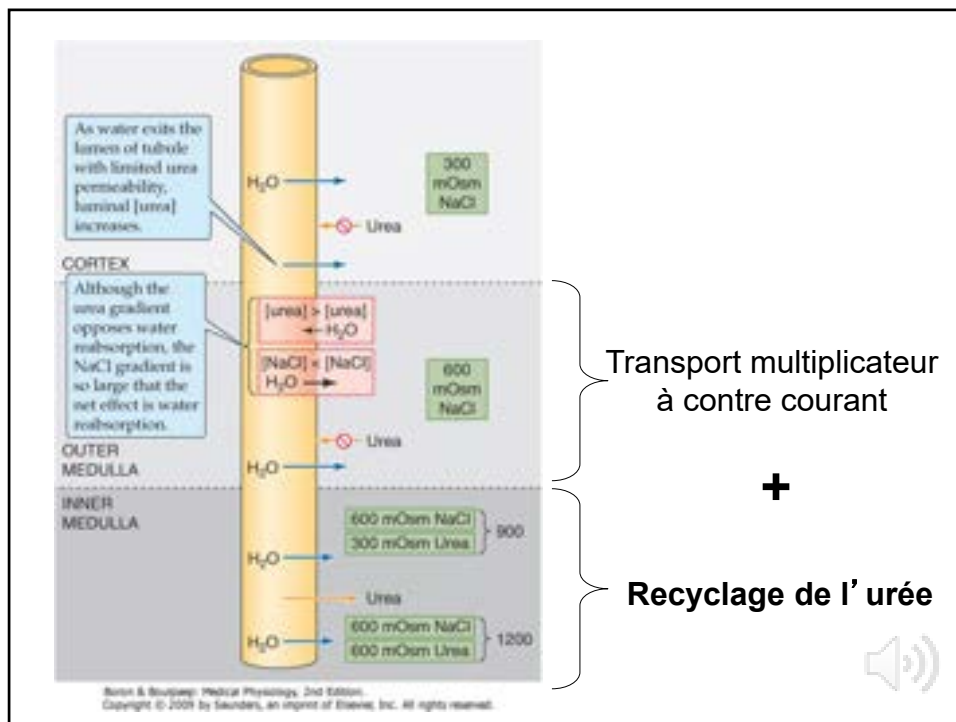 As water exits the
lumen of tubule
with limited urea
permeability,
luminal [urea]
increases.
H2O
300
mOsm
NaCl
Urea
CORTEX
Although the
urea gradient
opposes water
reabsorption, the
NaCl gradient is
so large that the
net effect is water
reabsorption.
[urea] > [urea]
H2O
[NaCl] < [NaCl]
H2O
600
mOsm
NaCl
Urea
OUTER
MEDULLA
H2O
Transport multiplicateur
à contre courant
+
INNER
MEDULLA
600 mOsm NaCl
300 mOsm Urea
900
H2O
Urea
Recyclage de l' urée
600 mOsm NaCl
600 mOsm Urea
1200
H2O
Boron & Boulpaep: Medical Physiology, 2nd Edition.
Copyright © 2009 by Saunders, an imprint of Elsevier, Inc. All rights reserved.